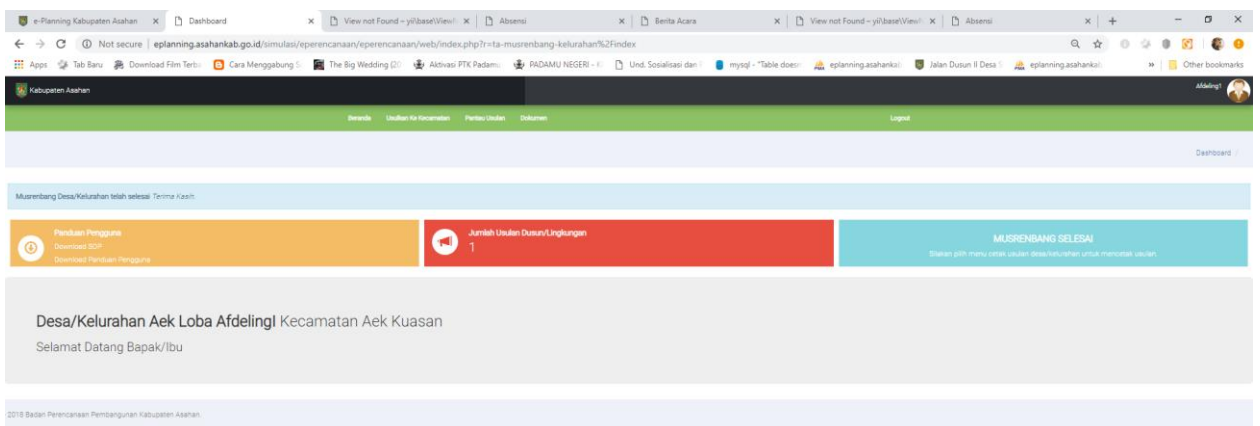 e-Planning Kabupaten Asahan
Dashboard
View not Found – yii\base\View
Absensi
Berita Acara
View not Found – yii\base\View
Absensi
Not secure | eplanning.asahankab.go.id/simulasi/eperencanaan/eperencanaan/web/index.php?r=ta-musrenbang-kelurahan%2Findex
Apps Tab Baru Download Film Terb Cara Menggabung S The Big Wedding (20 Aktivasi PTK Padamu PADAMU NEGERI - Und. Sosialisasi dan mysql - "Table does eplanning.asahankab Jalan Dusun II Desa S eplanning.asahankab » Other bookmarks
Kabupaten Asahan
AfdelingI
Beranda Usulkan Ke Kecamatan Pantau Usulan Dokumen Logout
Dashboard /
Musrenbang Desa/Kelurahan telah selesai Terima Kasih.
Panduan Pengguna
Download SOP
Download Panduan Pengguna
Jumlah Usulan Dusun/Lingkungan
1
MUSRENBANG SELESAI
Silakan pilih menu cetak usulan desa/kelurahan untuk mencetak usulan.
Desa/Kelurahan Aek Loba AfdelingI Kecamatan Aek Kuasan
Selamat Datang Bapak/Ibu
2018 Badan Perencanaan Pembangunan Kabupaten Asahan.